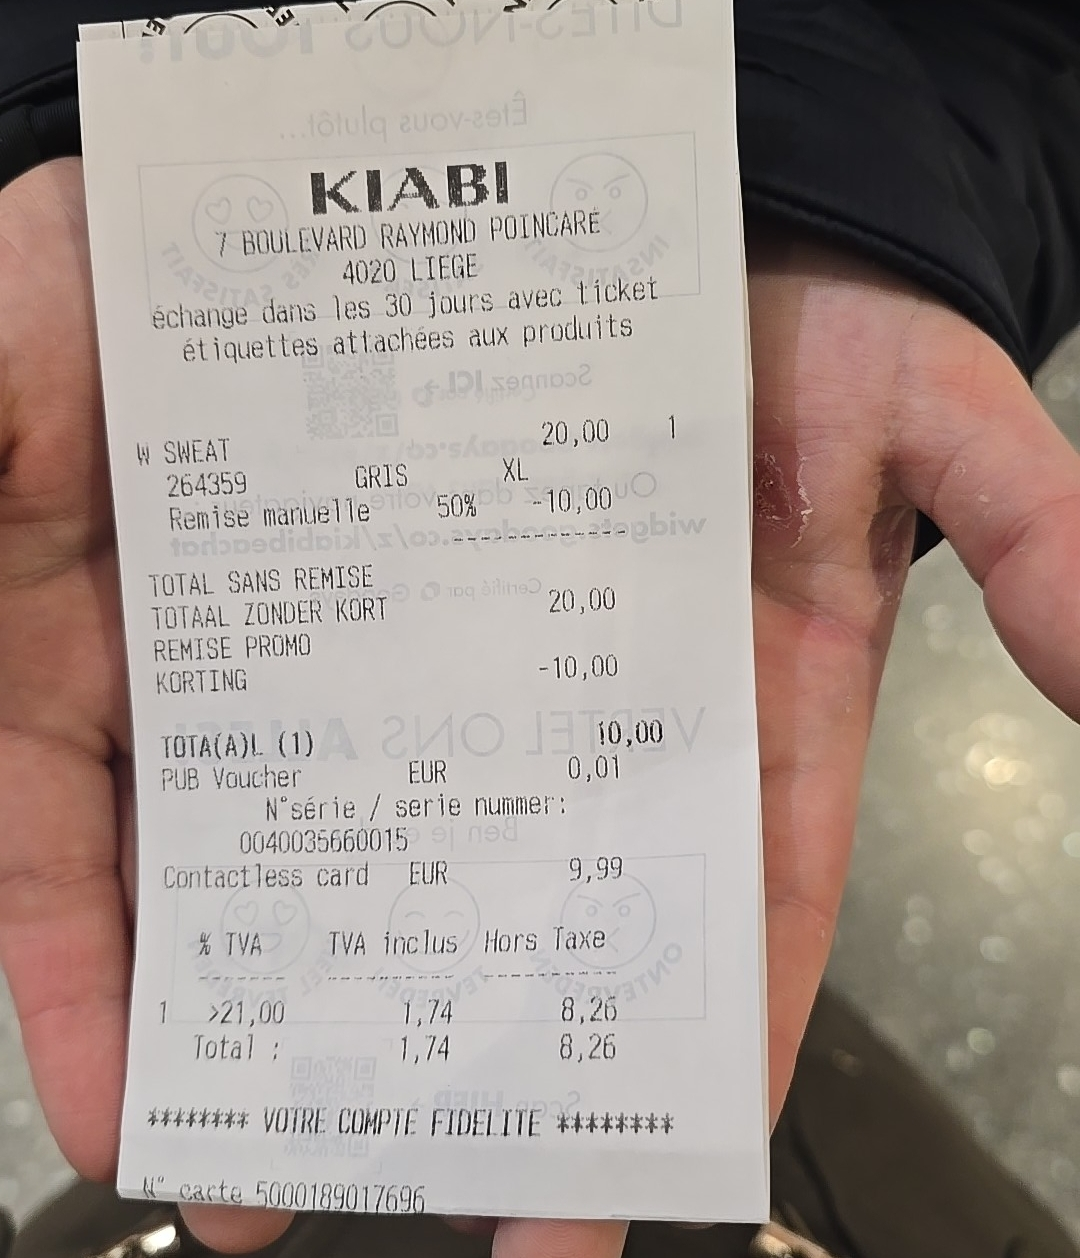 KIABI
7 BOULEVARD RAYMOND POINCARÉ
4020 LIEGE
échange dans les 30 jours avec ticket
étiquettes attachées aux produits
W SWEAT 20,00 1
264359 GRIS XL
Remise manuelle 50% -10,00
---------------
TOTAL SANS REMISE
TOTAAL ZONDER KORT 20,00
REMISE PROMO
KORTING -10,00
TOTA(A)L (1) 10,00
PUB Voucher EUR 0,01
N°série / serie nummer:
0040035660015
Contactless card EUR 9,99
% TVA TVA inclus Hors Taxe
1 >21,00 1,74 8,26
Total : 1,74 8,26
******** VOTRE COMPTE FIDELITE ********
N° carte 5000189017696